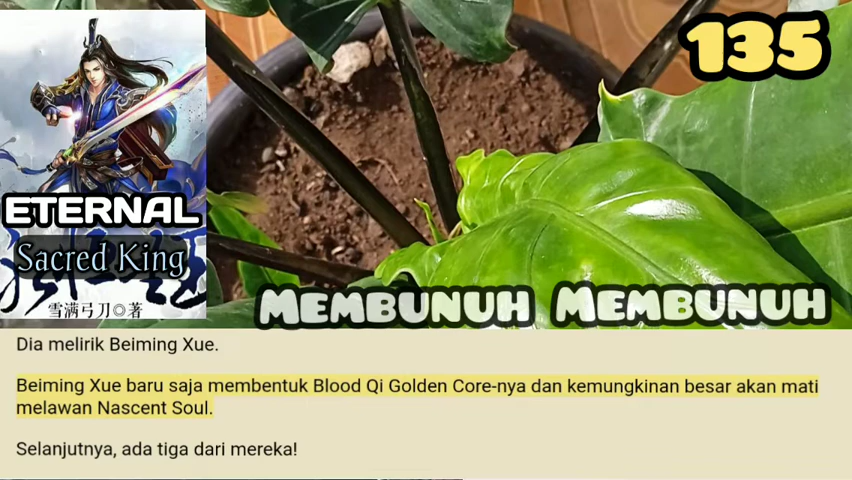 135
ETERNAL
Sacred King
雪满弓刀◎著
MEMBUNUH MEMBUNUH
Dia melirik Beiming Xue.
Beiming Xue baru saja membentuk Blood Qi Golden Core-nya dan kemungkinan besar akan mati
melawan Nascent Soul.
Selanjutnya, ada tiga dari mereka!